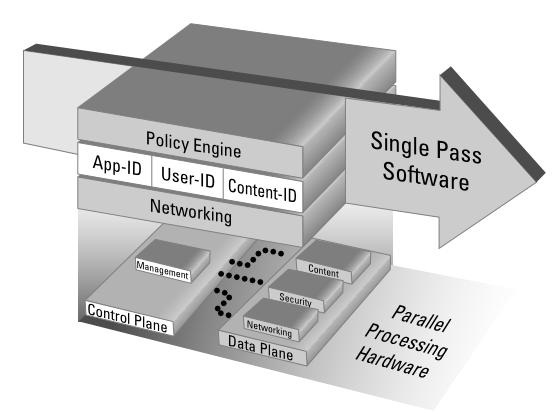 Policy Engine
App-ID
User-ID
Content-ID
Networking
Single Pass
Software
Management
Control Plane
Content
Security
Networking
Data Plane
Parallel
Processing
Hardware